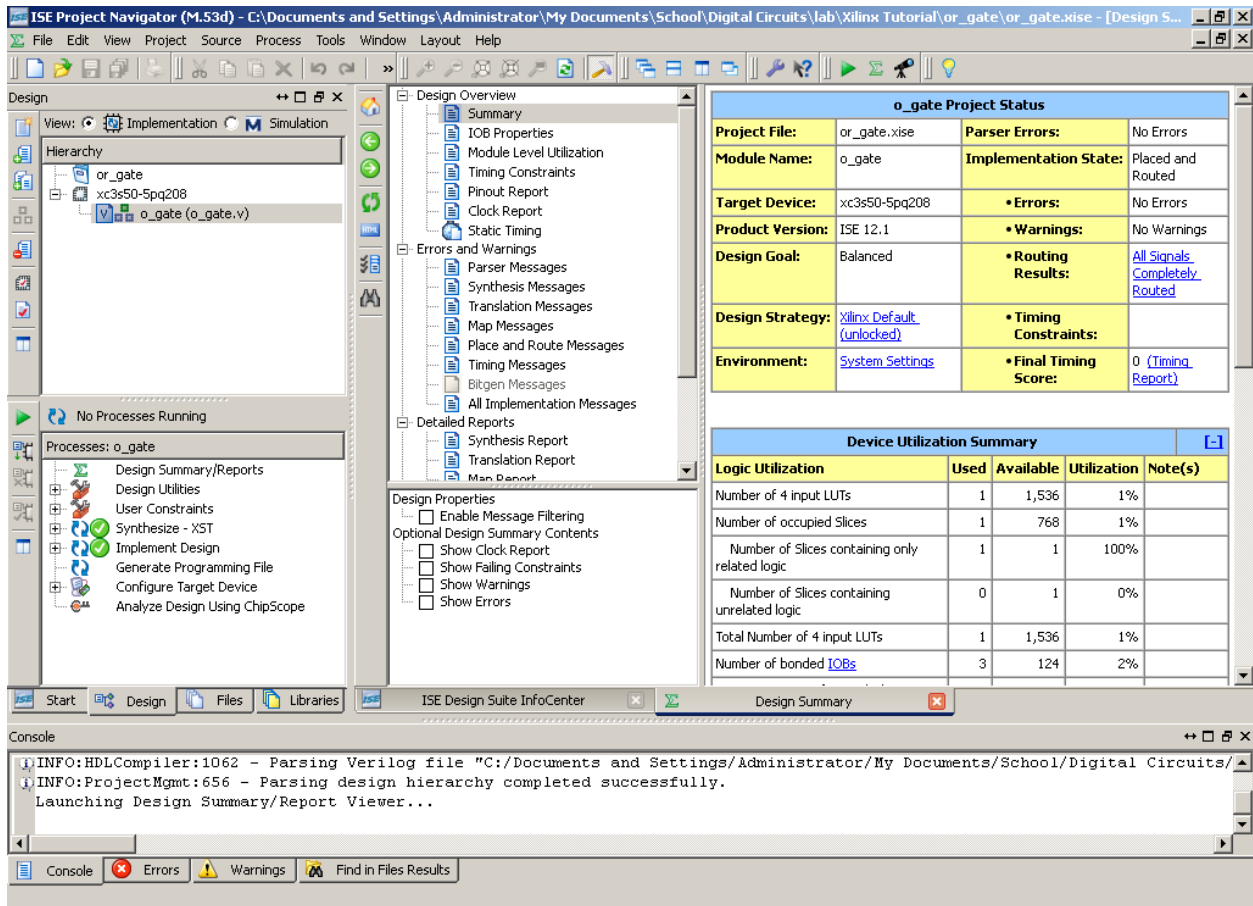 ISE Project Navigator (M.53d) - C:\Documents and Settings\Administrator\My Documents\School\Digital Circuits\lab\Xilinx Tutorial\or_gate\or_gate.xise - [Design S...
File Edit View Project Source Process Tools Window Layout Help
Design
View: Implementation Simulation
Hierarchy
or_gate
xc3s50-5pq208
o_gate (o_gate.v)
No Processes Running
Processes: o_gate
Design Summary/Reports
Design Utilities
User Constraints
Synthesize - XST
Implement Design
Generate Programming File
Configure Target Device
Analyze Design Using ChipScope
Start Design Files Libraries
Design Overview
Summary
IOB Properties
Module Level Utilization
Timing Constraints
Pinout Report
Clock Report
Static Timing
Errors and Warnings
Parser Messages
Synthesis Messages
Translation Messages
Map Messages
Place and Route Messages
Timing Messages
Bitgen Messages
All Implementation Messages
Detailed Reports
Synthesis Report
Translation Report
Map Report
Design Properties
Enable Message Filtering
Optional Design Summary Contents
Show Clock Report
Show Failing Constraints
Show Warnings
Show Errors
o_gate Project Status
Project File: or_gate.xise Parser Errors: No Errors
Module Name: o_gate Implementation State: Placed and
Routed
Target Device: xc3s50-5pq208 • Errors: No Errors
Product Version: ISE 12.1 • Warnings: No Warnings
Design Goal: Balanced • Routing All Signals
Results: Completely
Routed
Design Strategy: Xilinx Default • Timing
(unlocked) Constraints:
Environment: System Settings • Final Timing 0 (Timing
Score: Report)
Device Utilization Summary [-]
Logic Utilization Used Available Utilization Note(s)
Number of 4 input LUTs 1 1,536 1%
Number of occupied Slices 1 768 1%
Number of Slices containing only 1 1 100%
related logic
Number of Slices containing 0 1 0%
unrelated logic
Total Number of 4 input LUTs 1 1,536 1%
Number of bonded IOBs 3 124 2%
ISE Design Suite InfoCenter Design Summary
Console
INFO:HDLCompiler:1062 - Parsing Verilog file "C:/Documents and Settings/Administrator/My Documents/School/Digital Circuits/
INFO:ProjectMgmt:656 - Parsing design hierarchy completed successfully.
Launching Design Summary/Report Viewer...
Console Errors Warnings Find in Files Results